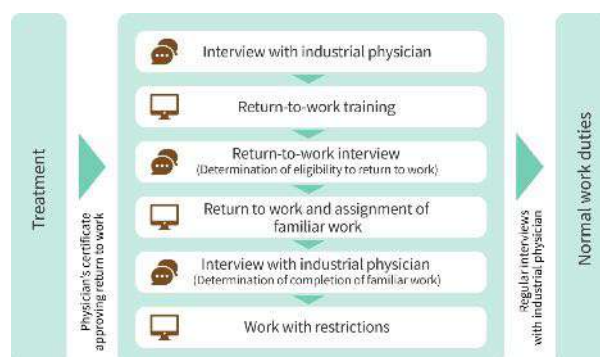 Treatment
Physician's certificate
approving return to work
Interview with industrial physician
Return-to-work training
Return-to-work interview
(Determination of eligibility to return to work)
Return to work and assignment of
familiar work
Interview with industrial physician
(Determination of completion of familiar work)
Work with restrictions
Regular interviews
with industrial physician
Normal work duties